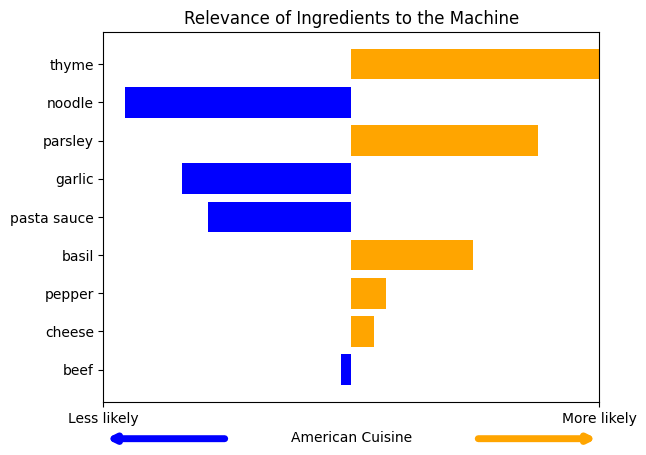 Relevance of Ingredients to the Machine
thyme
noodle
parsley
garlic
pasta sauce
basil
pepper
cheese
beef
Less likely
More likely
American Cuisine